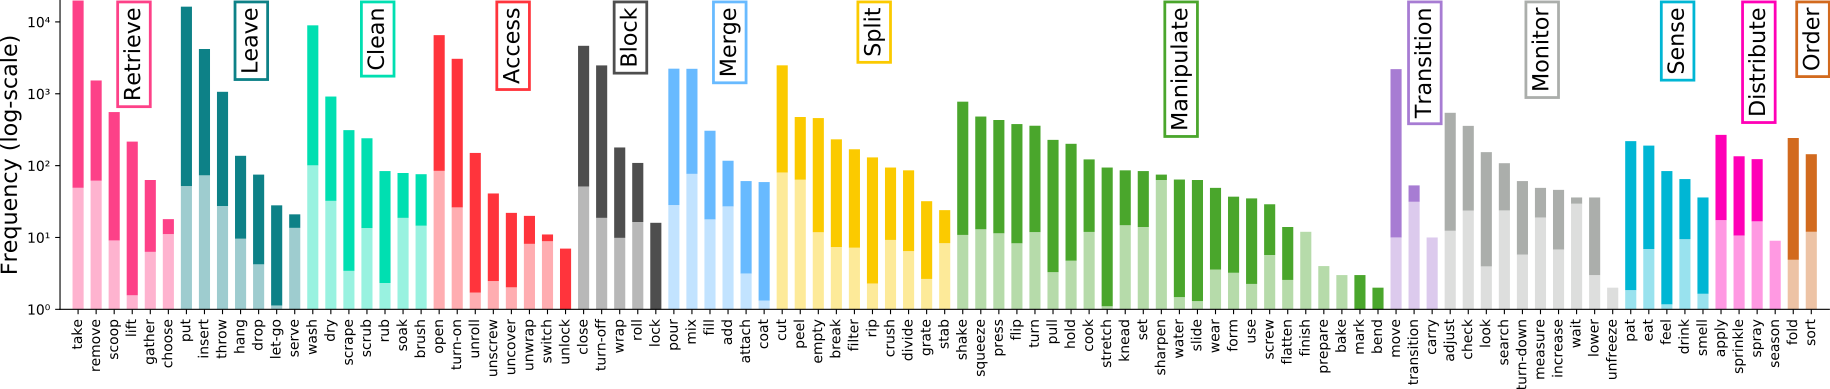 Frequency (log-scale)
10⁴
10³
10²
10¹
10⁰
Retrieve
Leave
Clean
Access
Block
Merge
Split
Manipulate
Transition
Monitor
Sense
Distribute
Order
take
remove
scoop
lift
gather
choose
put
insert
throw
hang
drop
let-go
serve
wash
dry
scrape
scrub
rub
soak
brush
open
turn-on
unroll
unscrew
uncover
unwrap
switch
unlock
close
turn-off
wrap
roll
lock
pour
mix
fill
add
attach
coat
cut
peel
empty
break
filter
rip
crush
divide
grate
stab
shake
squeeze
press
flip
turn
pull
hold
cook
stretch
knead
set
sharpen
water
slide
wear
form
use
screw
flatten
finish
prepare
bake
mark
bend
move
transition
carry
adjust
check
look
search
turn-down
measure
increase
wait
lower
unfreeze
pat
eat
feel
drink
smell
apply
sprinkle
spray
season
fold
sort